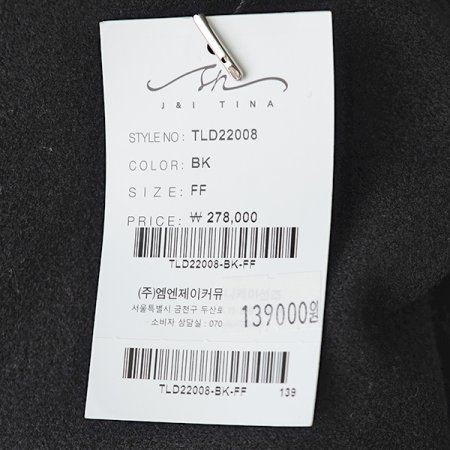 J & I TINA
STYLE NO : TLD22008
COLOR: BK
SIZE: FF
PRICE: ₩ 278,000
TLD22008-BK-FF
(주)엠엔제이커뮤
서울특별시 금천구 두산로
소비자 상담실 : 070
139000원
TLD22008-BK-FF 139